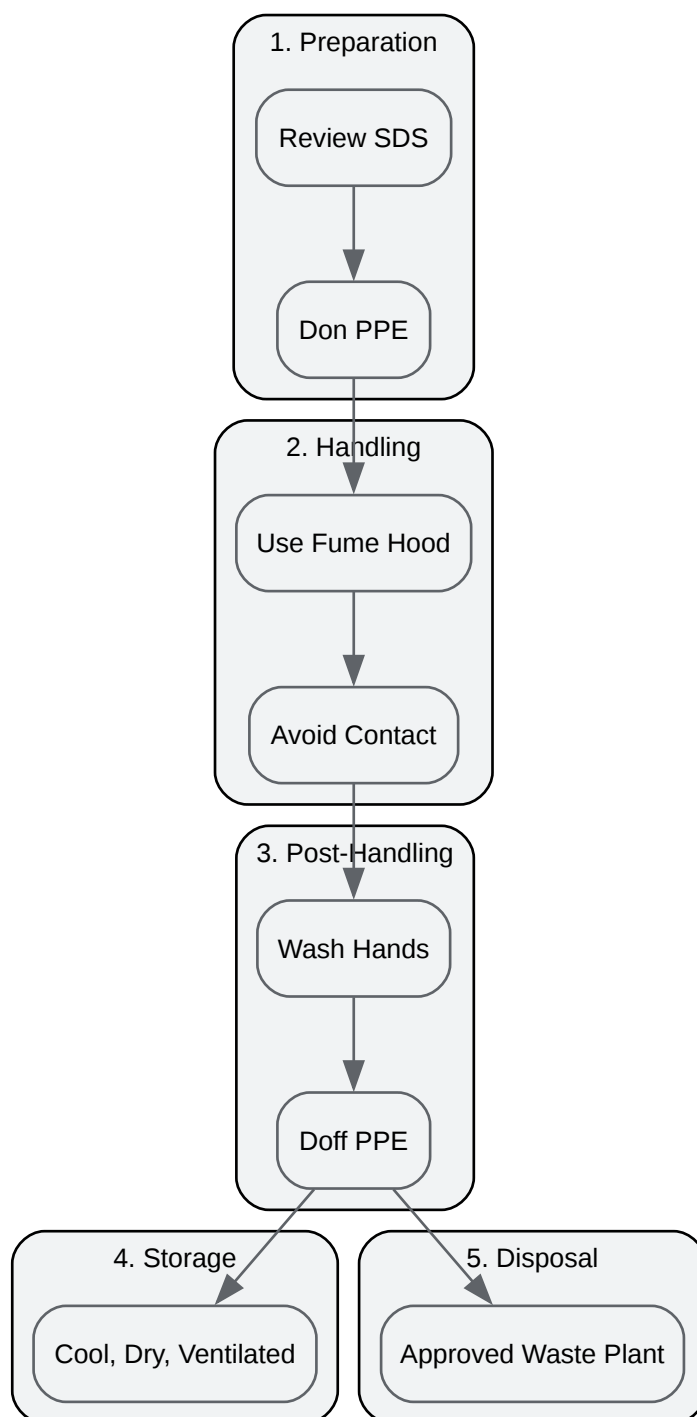 1. Preparation
Review SDS
Don PPE
2. Handling
Use Fume Hood
Avoid Contact
3. Post-Handling
Wash Hands
Doff PPE
4. Storage
5. Disposal
Cool, Dry, Ventilated
Approved Waste Plant